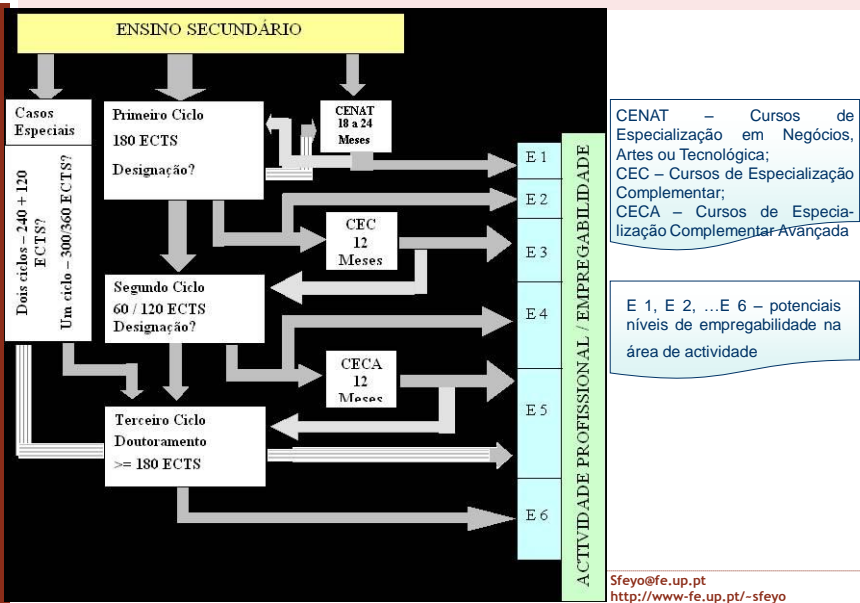 ENSINO SECUNDÁRIO
Casos
Especiais
Dois ciclos – 240 + 120
ECTS?
Um ciclo – 300/360 ECTS?
Primeiro Ciclo
180 ECTS
Designação?
CENAT
18 a 24
Meses
CEC
12
Meses
Segundo Ciclo
60 / 120 ECTS
Designação?
CECA
12
Meses
Terceiro Ciclo
Doutoramento
>= 180 ECTS
E 1
E 2
E 3
E 4
E 5
E 6
ACTIVIDADE PROFISSIONAL / EMPREGABILIDADE
CENAT – Cursos de
Especialização em Negócios,
Artes ou Tecnológica;
CEC – Cursos de Especialização
Complementar;
CECA – Cursos de Especia-
lização Complementar Avançada
E 1, E 2, ...E 6 – potenciais
níveis de empregabilidade na
área de actividade
Sfeyo@fe.up.pt
http://www-fe.up.pt/~sfeyo